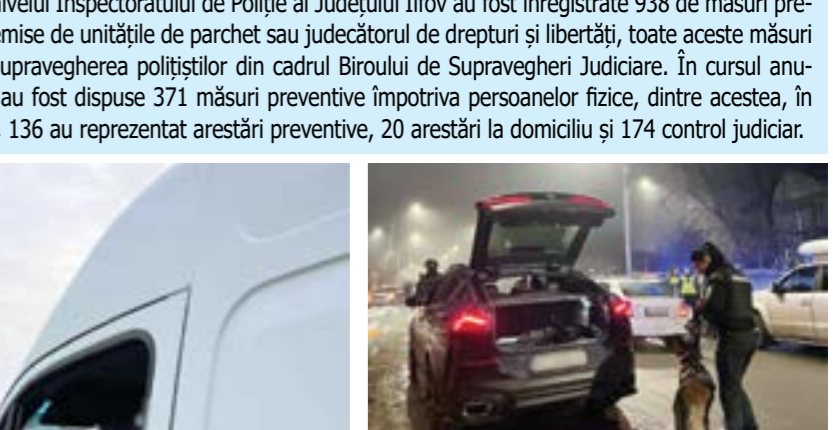 nivelul Inspectoratului de Poliție al Județului Ilfov au fost înregistrate 938 de măsuri pre-
emise de unitățile de parchet sau judecătorul de drepturi și libertăți, toate aceste măsuri
supravegherea polițiștilor din cadrul Biroului de Supravegheri Judiciare. În cursul anu-
au fost dispuse 371 măsuri preventive împotriva persoanelor fizice, dintre acestea, în
136 au reprezentat arestări preventive, 20 arestări la domiciliu și 174 control judiciar.